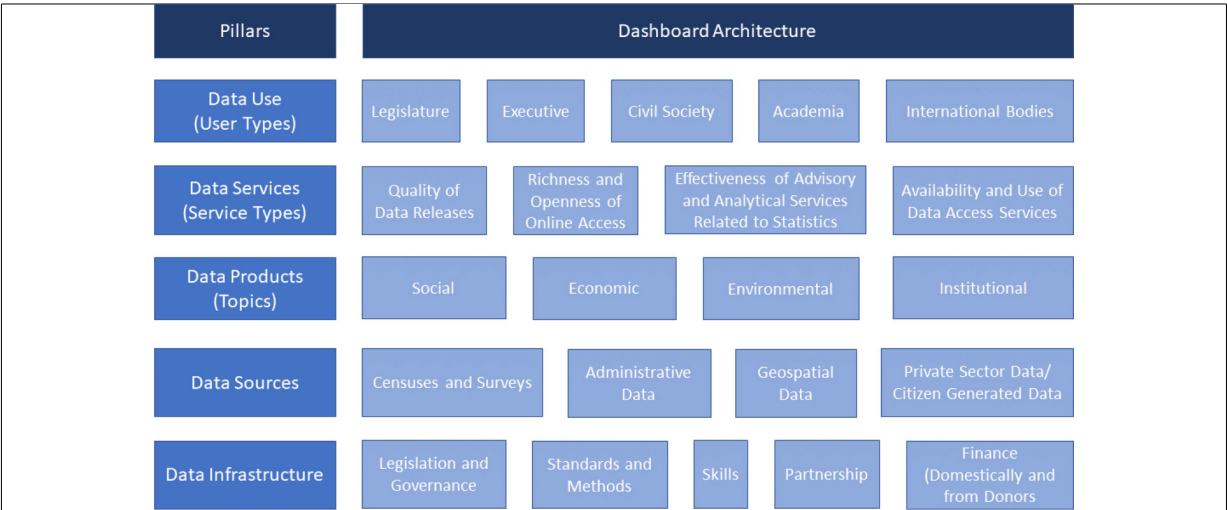 Pillars
Dashboard Architecture
Data Use
(User Types)
Legislature
Executive
Civil Society
Academia
International Bodies
Data Services
(Service Types)
Quality of
Data Releases
Richness and
Openness of
Online Access
Effectiveness of Advisory
and Analytical Services
Related to Statistics
Availability and Use of
Data Access Services
Data Products
(Topics)
Social
Economic
Environmental
Institutional
Data Sources
Censuses and Surveys
Administrative
Data
Geospatial
Data
Private Sector Data/
Citizen Generated Data
Data Infrastructure
Legislation and
Governance
Standards and
Methods
Skills
Partnership
Finance
(Domestically and
from Donors